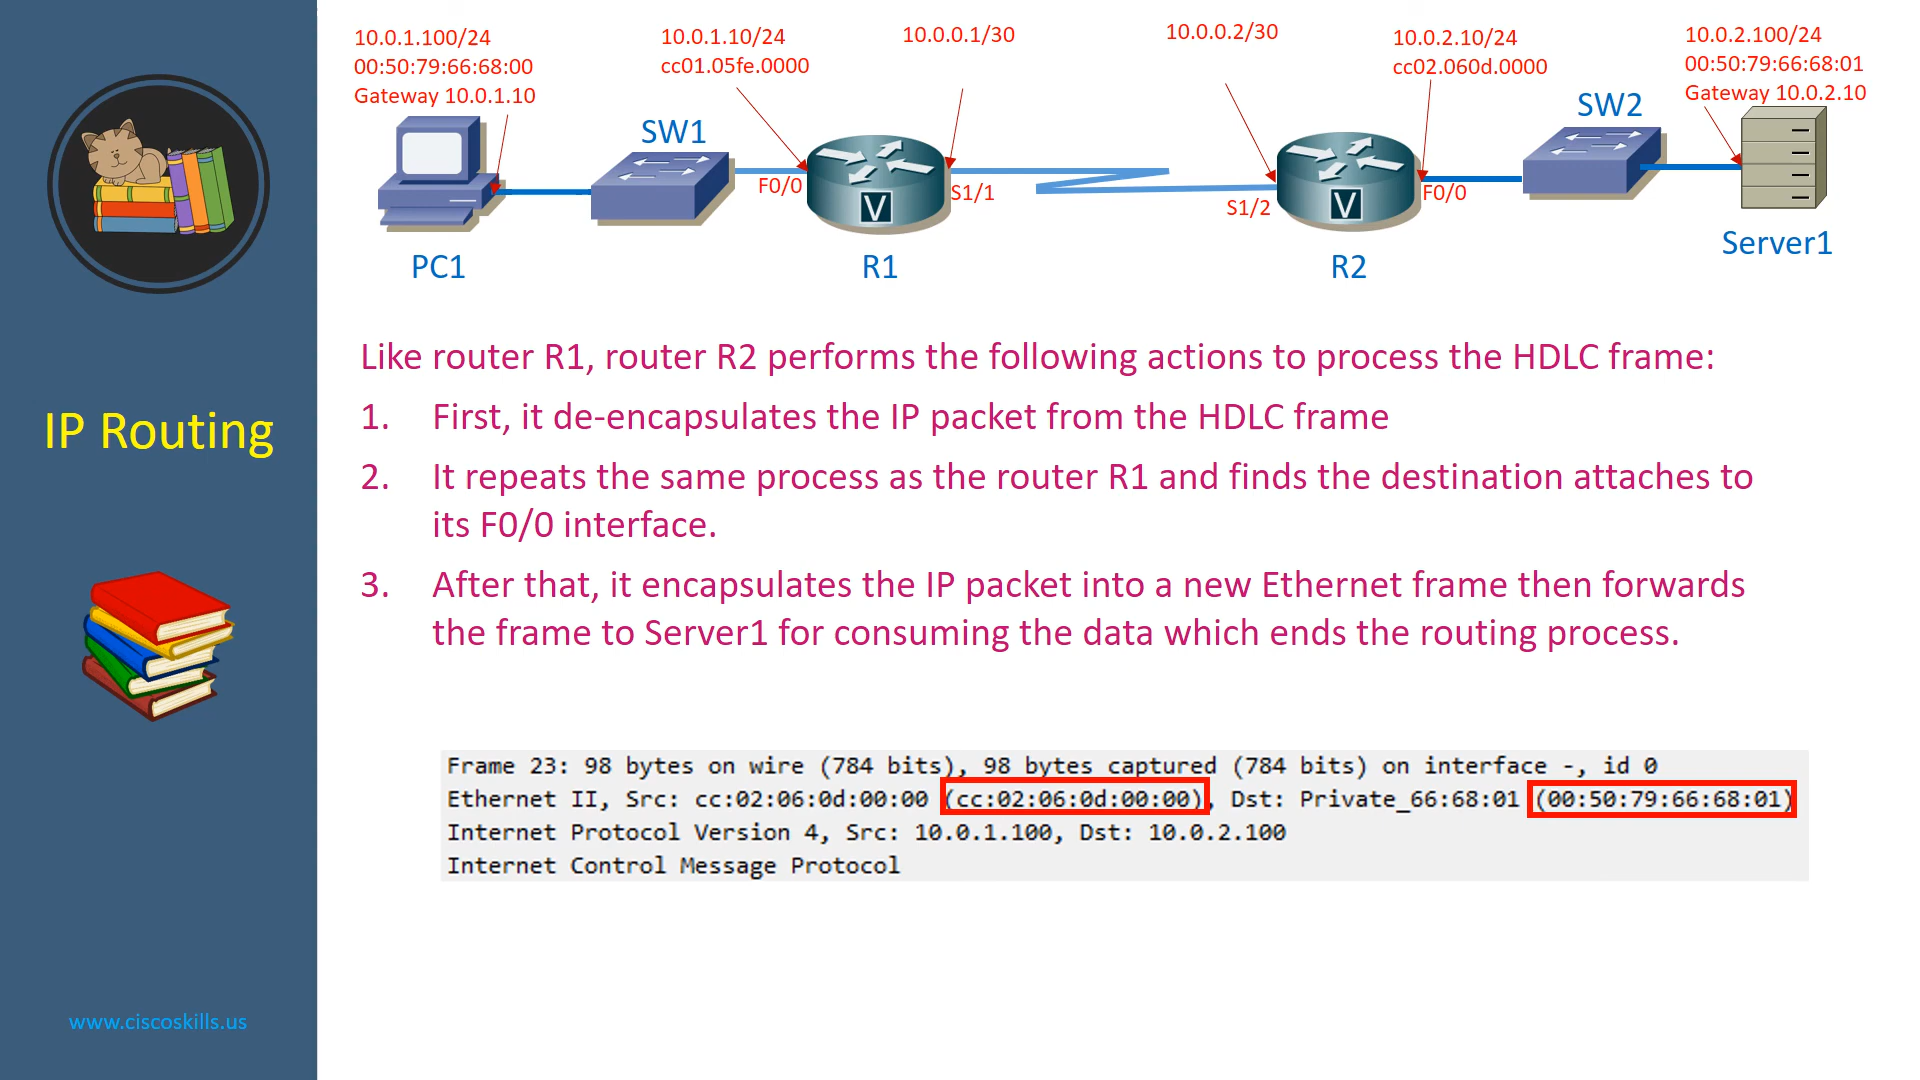 10.0.1.100/24
00:50:79:66:68:00
Gateway 10.0.1.10
10.0.1.10/24
cc01.05fe.0000
10.0.0.1/30
10.0.0.2/30
10.0.2.10/24
cc02.060d.0000
10.0.2.100/24
00:50:79:66:68:01
Gateway 10.0.2.10
SW1
SW2
F0/0
S1/1
S1/2
F0/0
V
V
PC1
R1
R2
Server1
IP Routing
Like router R1, router R2 performs the following actions to process the HDLC frame:
1. First, it de-encapsulates the IP packet from the HDLC frame
2. It repeats the same process as the router R1 and finds the destination attaches to
its F0/0 interface.
3. After that, it encapsulates the IP packet into a new Ethernet frame then forwards
the frame to Server1 for consuming the data which ends the routing process.
Frame 23: 98 bytes on wire (784 bits), 98 bytes captured (784 bits) on interface -, id 0
Ethernet II, Src: cc:02:06:0d:00:00 (cc:02:06:0d:00:00), Dst: Private_66:68:01 (00:50:79:66:68:01)
Internet Protocol Version 4, Src: 10.0.1.100, Dst: 10.0.2.100
Internet Control Message Protocol
www.ciscoskills.us